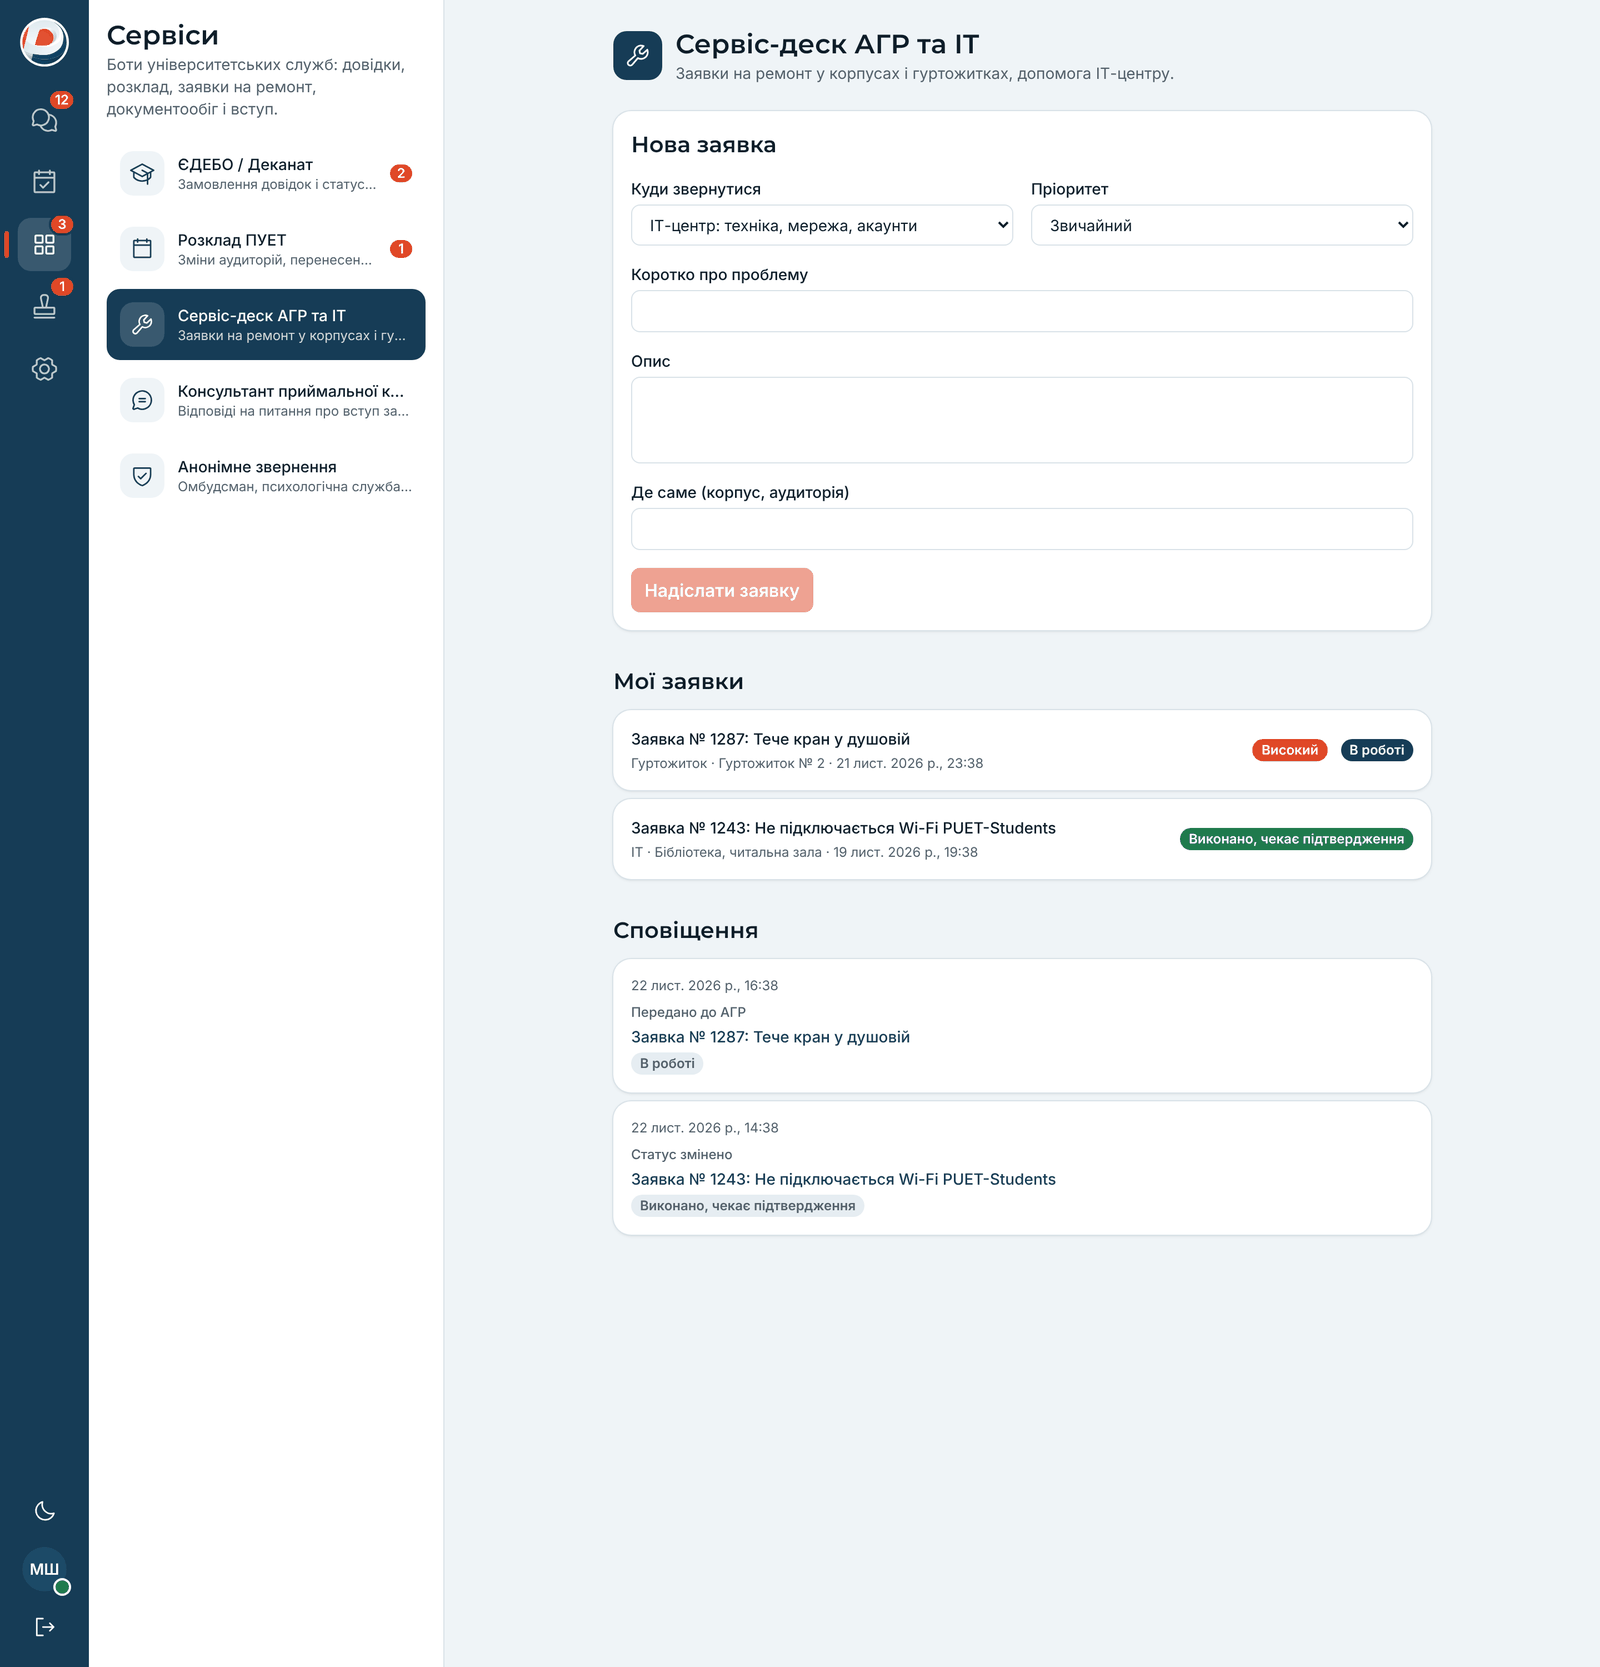 12
3
1
МШ
Сервіси
Боти університетських служб: довідки,
розклад, заявки на ремонт,
документообіг і вступ.
ЄДЕБО / Деканат
Замовлення довідок і статус...
2
Розклад ПУЕТ
Зміни аудиторій, перенесен...
1
Сервіс-деск АГР та ІТ
Заявки на ремонт у корпусах і гу...
Консультант приймальної к...
Відповіді на питання про вступ за...
Анонімне звернення
Омбудсман, психологічна служба...
Сервіс-деск АГР та ІТ
Заявки на ремонт у корпусах і гуртожитках, допомога ІТ-центру.
Нова заявка
Куди звернутися
Пріоритет
ІТ-центр: техніка, мережа, акаунти
Звичайний
Коротко про проблему
Опис
Де саме (корпус, аудиторія)
Надіслати заявку
Мої заявки
Заявка № 1287: Тече кран у душовій
Гуртожиток · Гуртожиток № 2 · 21 лист. 2026 р., 23:38
Високий
В роботі
Заявка № 1243: Не підключається Wi-Fi PUET-Students
ІТ · Бібліотека, читальна зала · 19 лист. 2026 р., 19:38
Виконано, чекає підтвердження
Сповіщення
22 лист. 2026 р., 16:38
Передано до АГР
Заявка № 1287: Тече кран у душовій
В роботі
22 лист. 2026 р., 14:38
Статус змінено
Заявка № 1243: Не підключається Wi-Fi PUET-Students
Виконано, чекає підтвердження